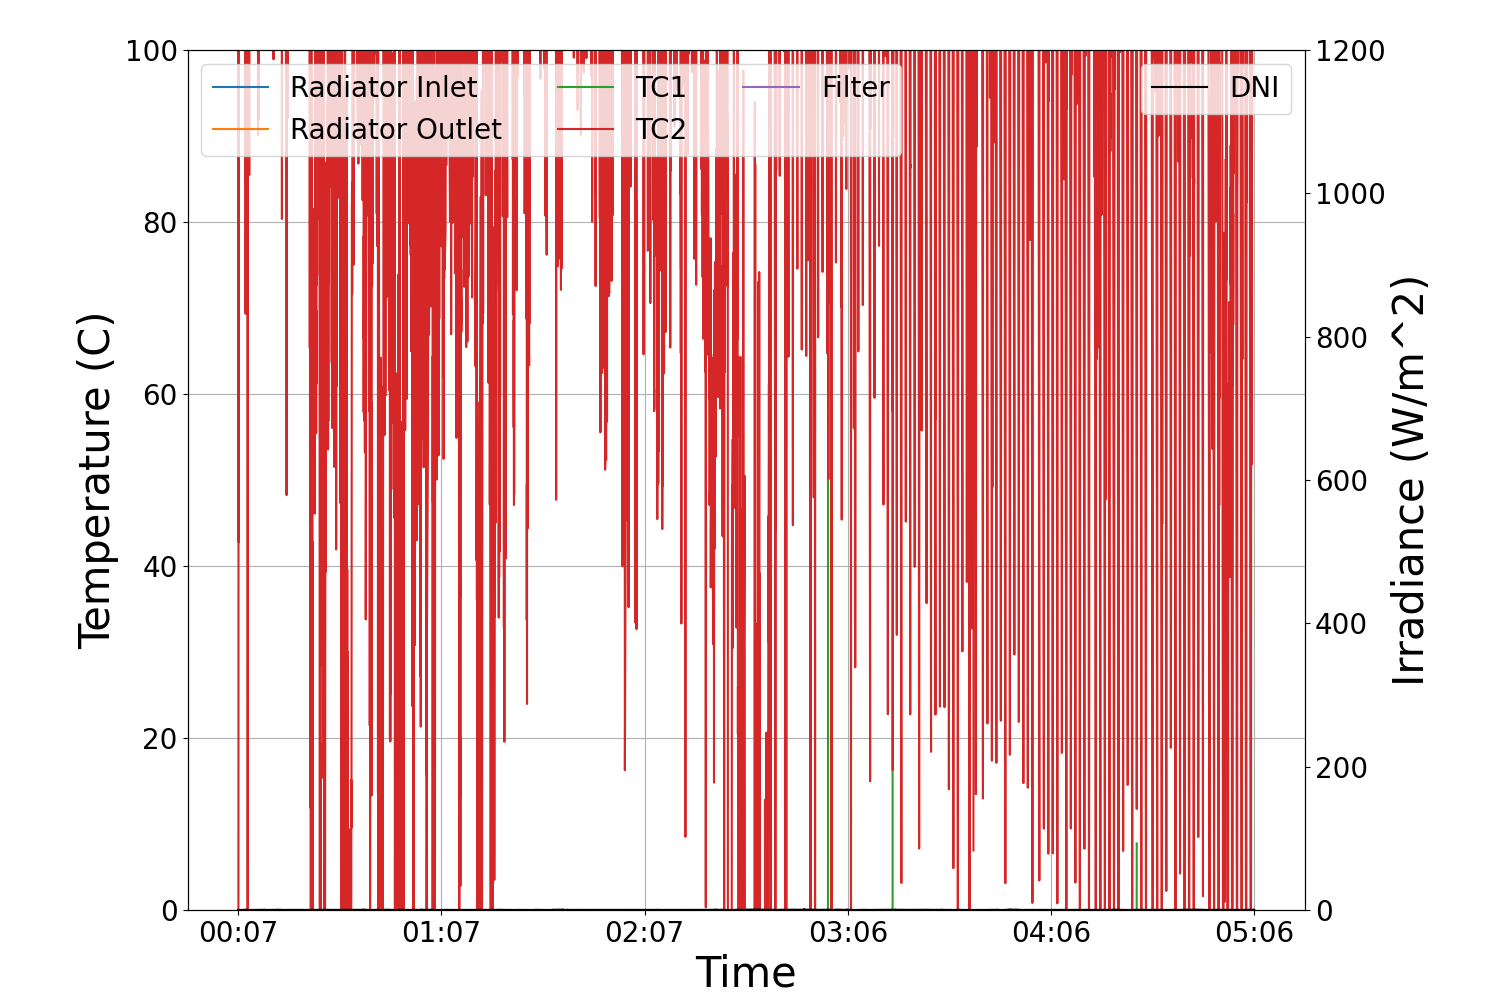 100
80
60
40
20
0
Temperature (C)
Radiator Inlet
Radiator Outlet
TC1
TC2
Filter
DNI
1200
1000
800
600
400
200
0
Irradiance (W/m^2)
00:07 01:07 02:07 03:06 04:06 05:06
Time